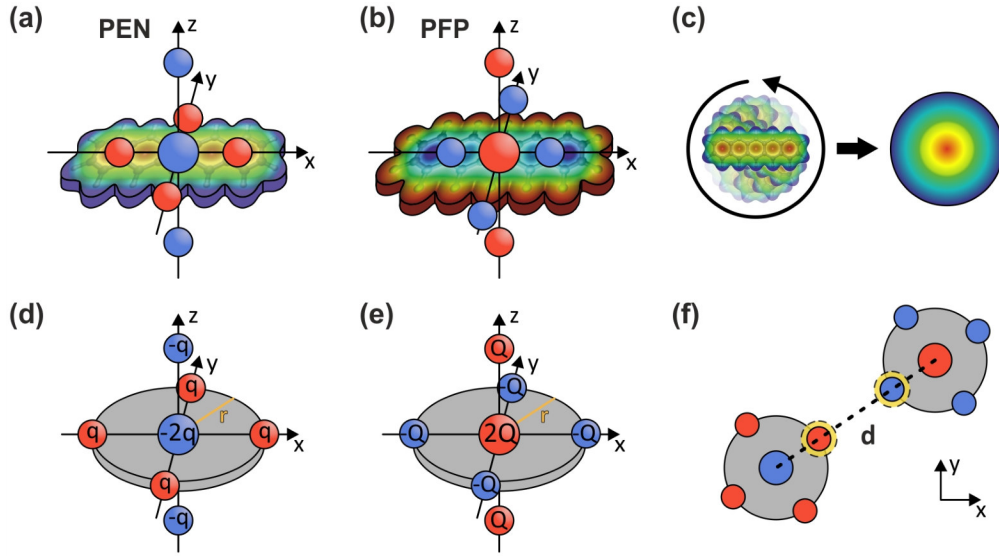 (a) PEN
z
y
x
(b) PFP
z
y
x
(c)
(d)
z
-q
y
q
r
q -2q q
x
q
-q
(e)
z
Q
y
-Q
r
-Q 2Q -Q
x
-Q
Q
(f)
d
y
x